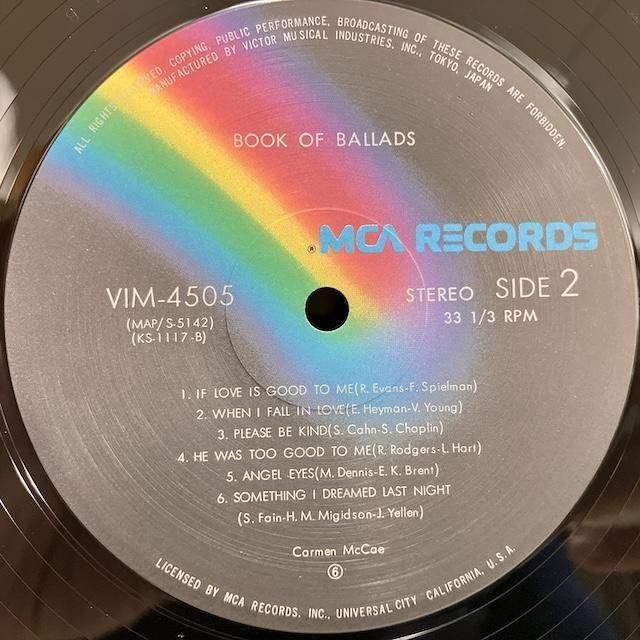 ALL RIGHTS RESERVED, COPYING, PUBLIC PERFORMANCE, BROADCASTING OF THESE RECORDS ARE FORBIDDEN.
MANUFACTURED BY VICTOR MUSICAL INDUSTRIES, INC., TOKYO, JAPAN
BOOK OF BALLADS
® MCA RECORDS
VIM-4505
STEREO SIDE 2
(MAP/S-5142)
33 1/3 RPM
(KS-1117-B)
1. IF LOVE IS GOOD TO ME(R. Evans-F. Spielman)
2. WHEN I FALL IN LOVE(E. Heyman-V. Young)
3. PLEASE BE KIND(S. Cahn-S. Chaplin)
4. HE WAS TOO GOOD TO ME(R. Rodgers-L. Hart)
5. ANGEL EYES(M. Dennis-E. K. Brent)
6. SOMETHING I DREAMED LAST NIGHT
(S. Fain-H. M. Migidson-J. Yellen)
Carmen McCae
⑥
LICENSED BY MCA RECORDS, INC., UNIVERSAL CITY CALIFORNIA, U.S.A.